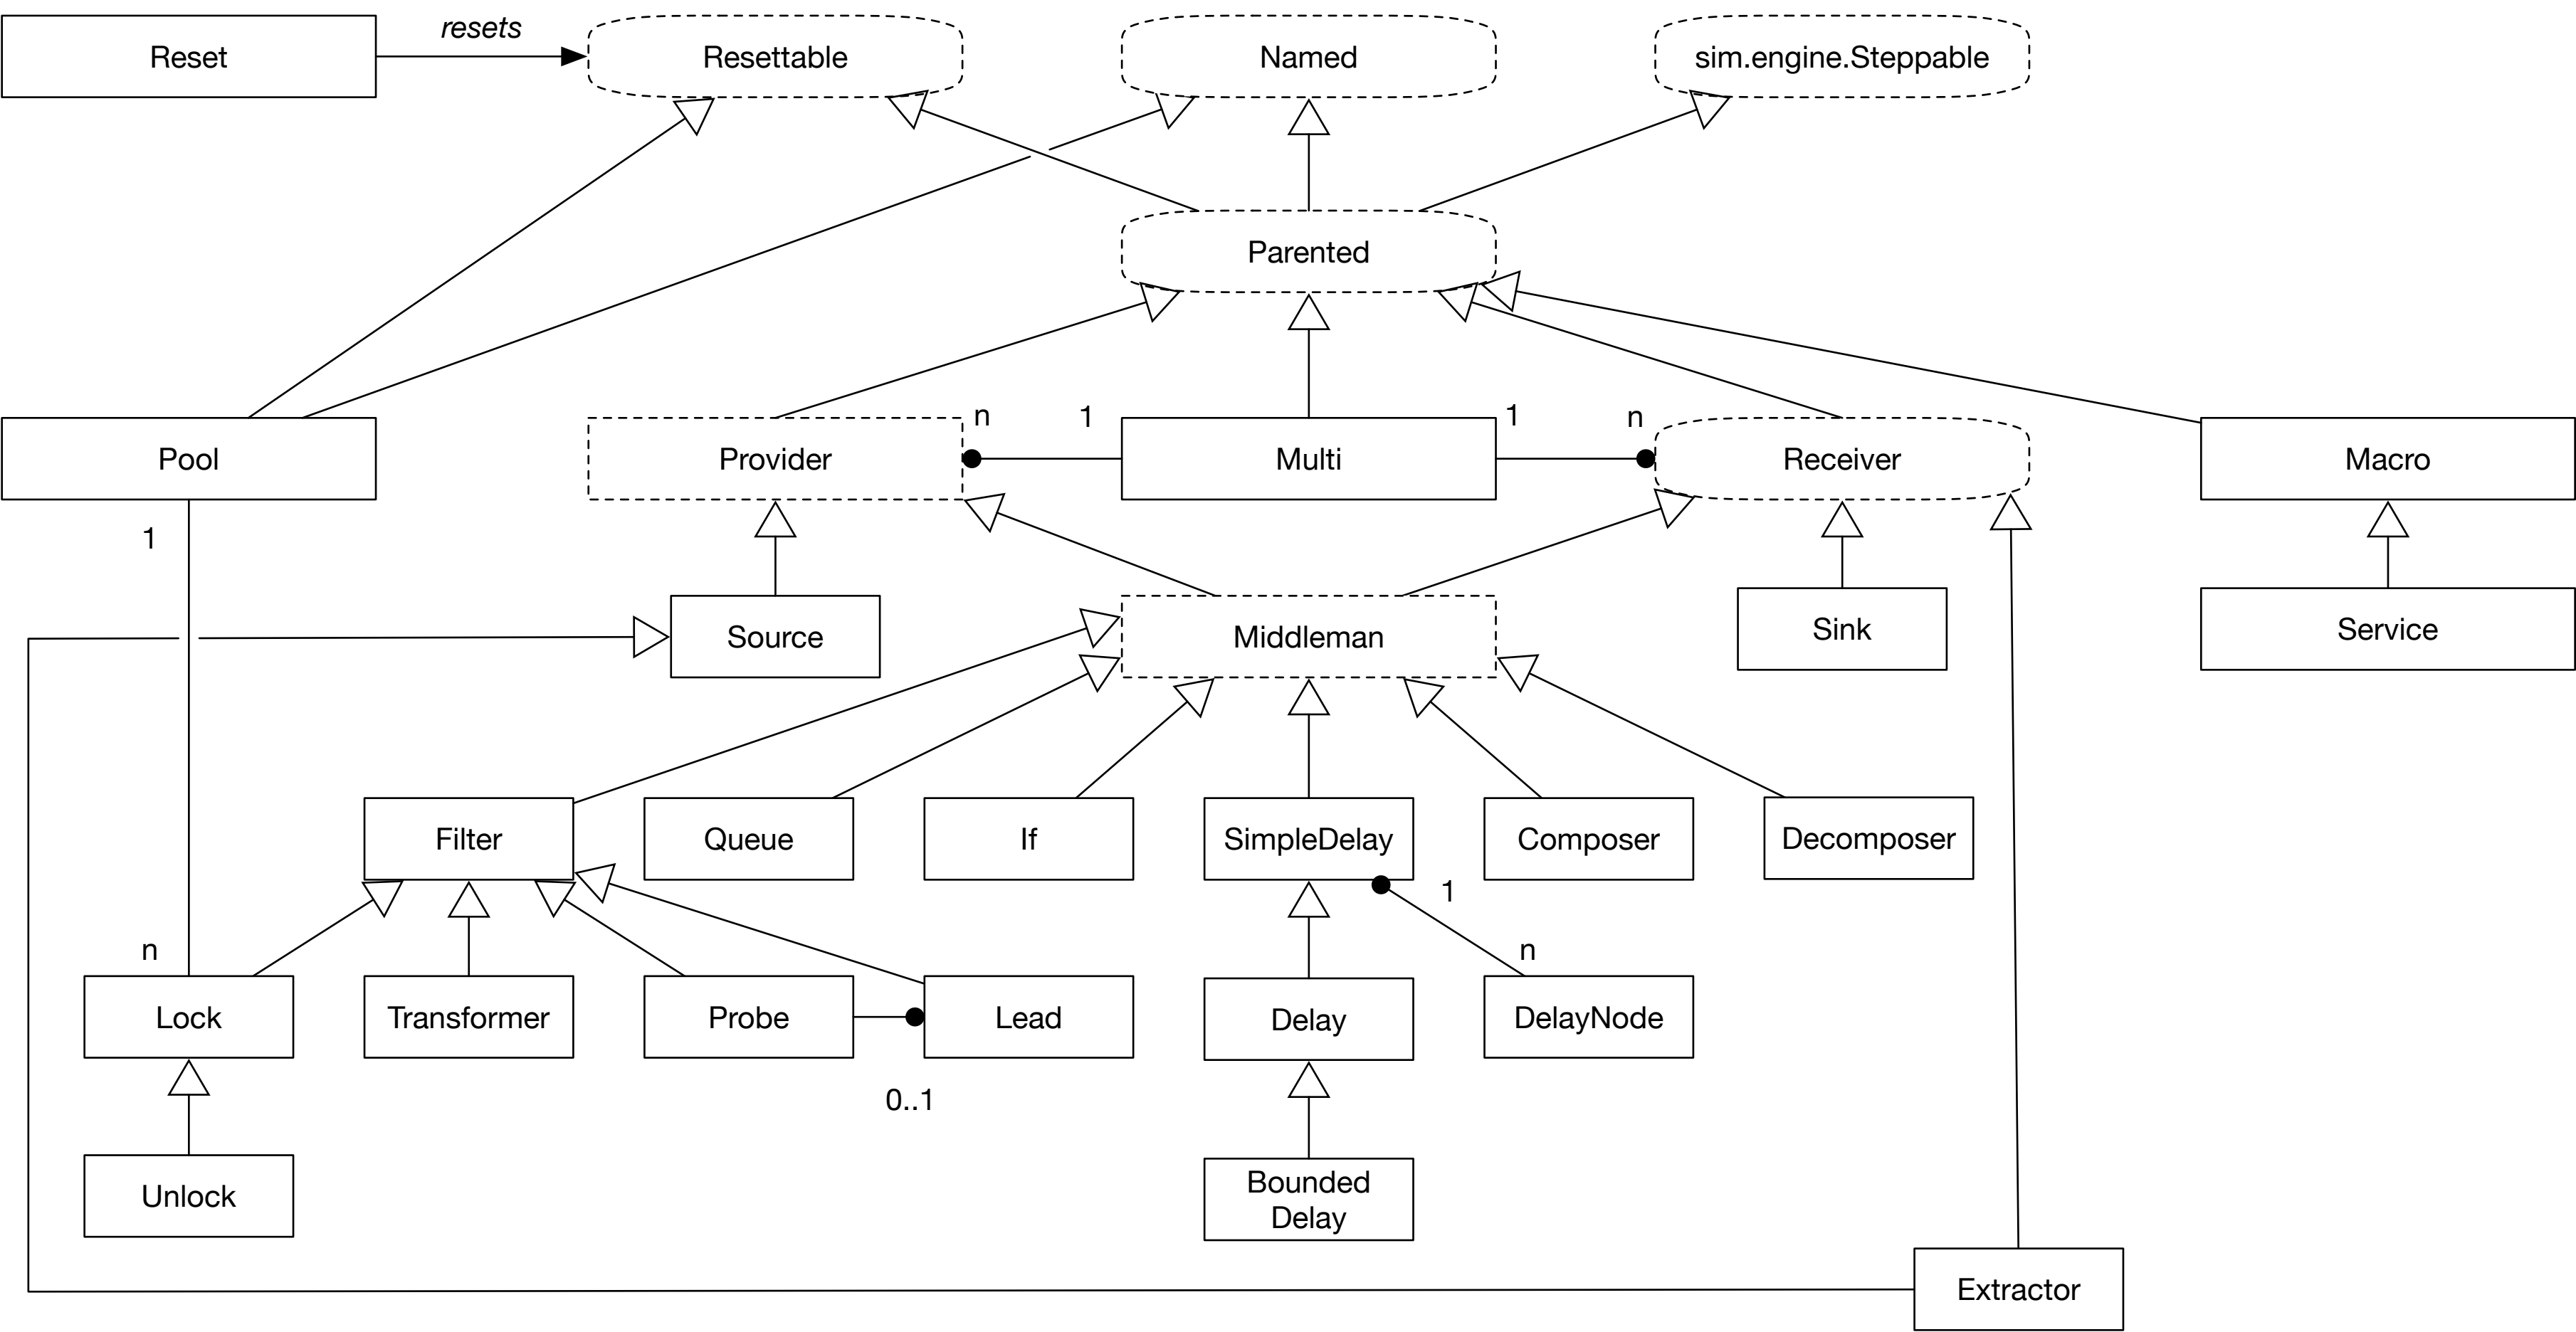 resets
Reset
Resettable
Named
sim.engine.Steppable
Parented
n
1
1
n
Pool
Provider
Multi
Receiver
Macro
1
Source
Middleman
Sink
Service
Filter
Queue
If
SimpleDelay
Composer
Decomposer
1
n
n
Lock
Transformer
Probe
Lead
Delay
DelayNode
0..1
Unlock
Bounded
Delay
Extractor